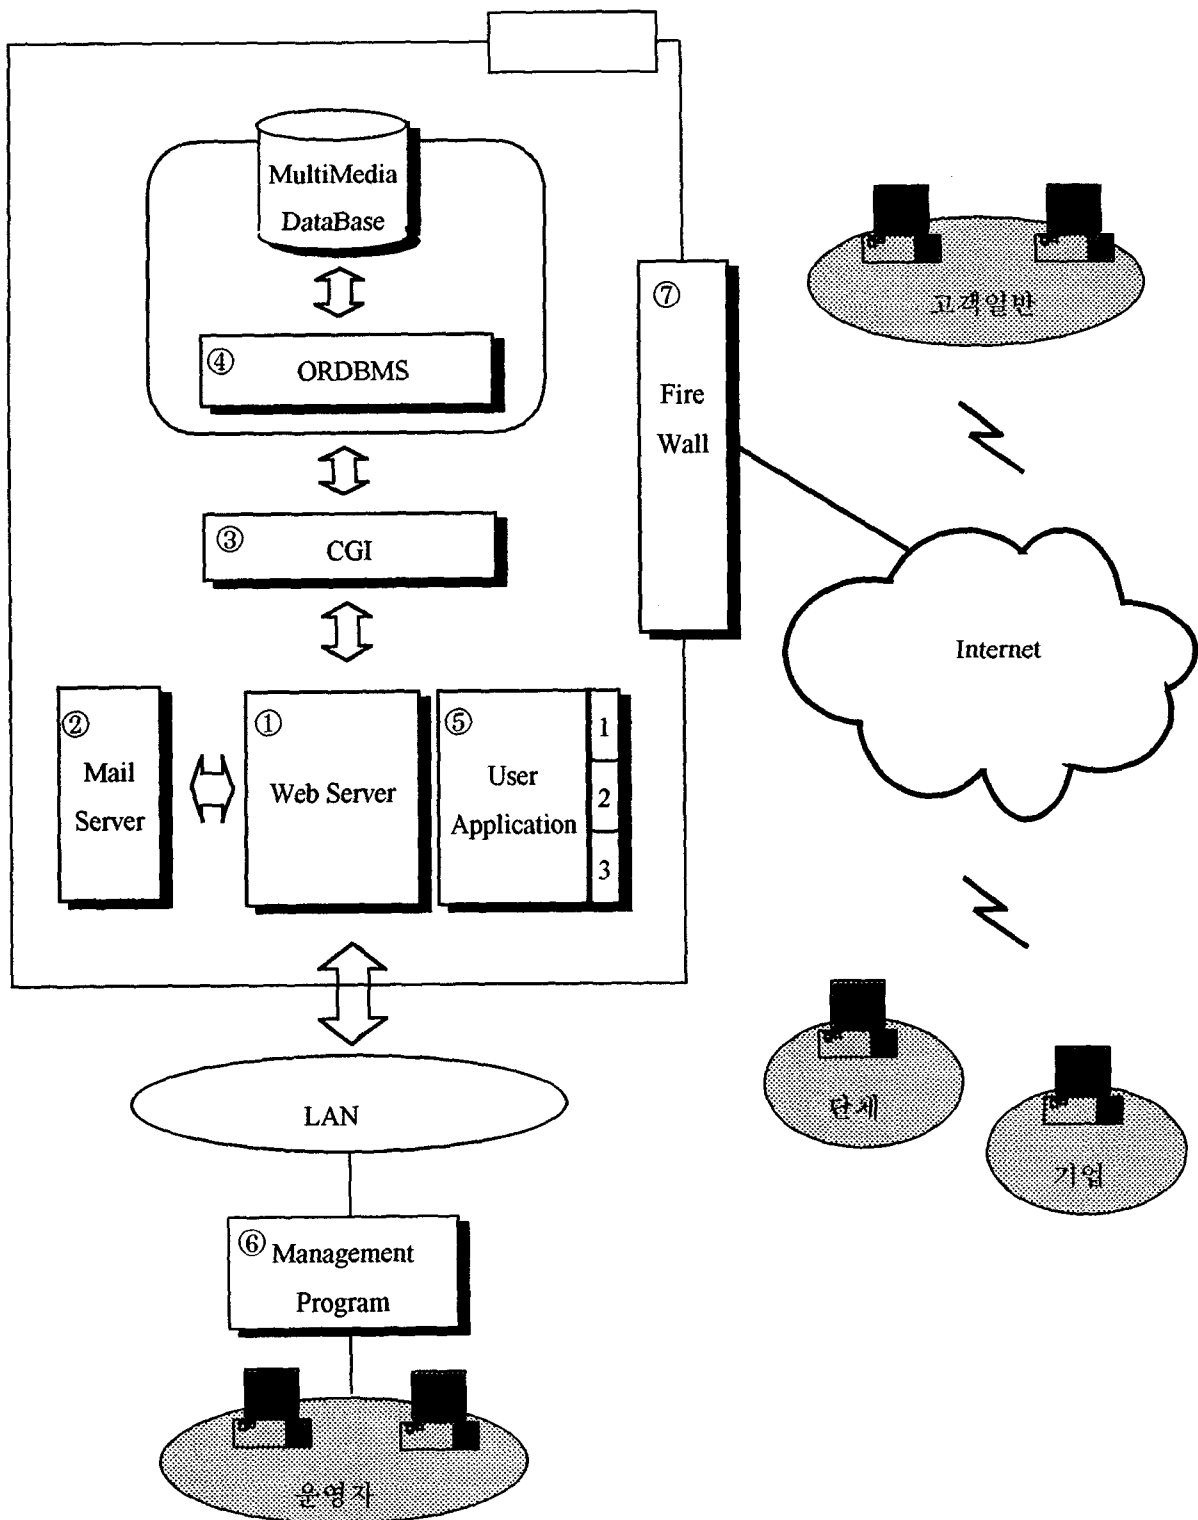 MultiMedia
DataBase
④
ORDBMS
③
CGI
②
Mail
Server
①
Web Server
⑤
User
Application
1
2
3
⑦
Fire
Wall
고객일반
Internet
단체
기업
LAN
⑥
Management
Program
운영자